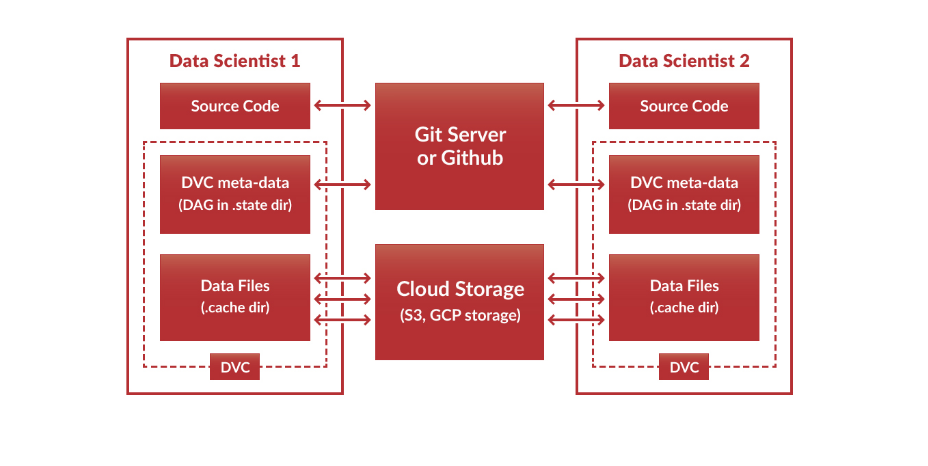 Data Scientist 1
Source Code
DVC meta-data
(DAG in .state dir)
Data Files
(.cache dir)
DVC
Git Server
or Github
Cloud Storage
(S3, GCP storage)
Data Scientist 2
Source Code
DVC meta-data
(DAG in .state dir)
Data Files
(.cache dir)
DVC